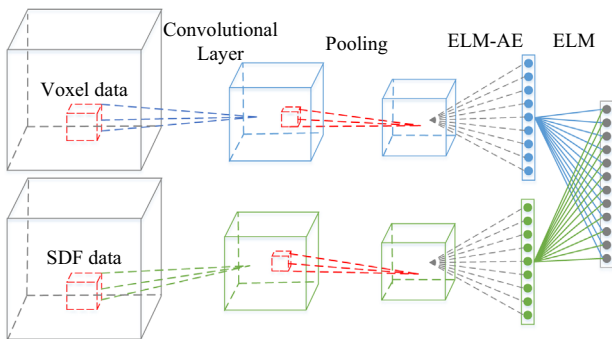 Convolutional
Layer
Pooling
ELM-AE
ELM
Voxel data
SDF data